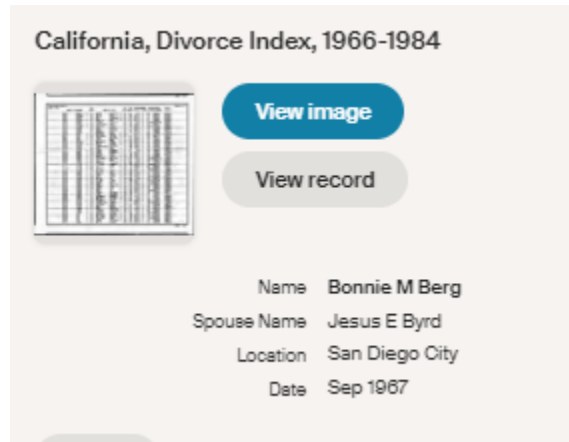 California, Divorce Index, 1966-1984
View image
View record
Name Bonnie M Berg
Spouse Name Jesus E Byrd
Location San Diego City
Date Sep 1967